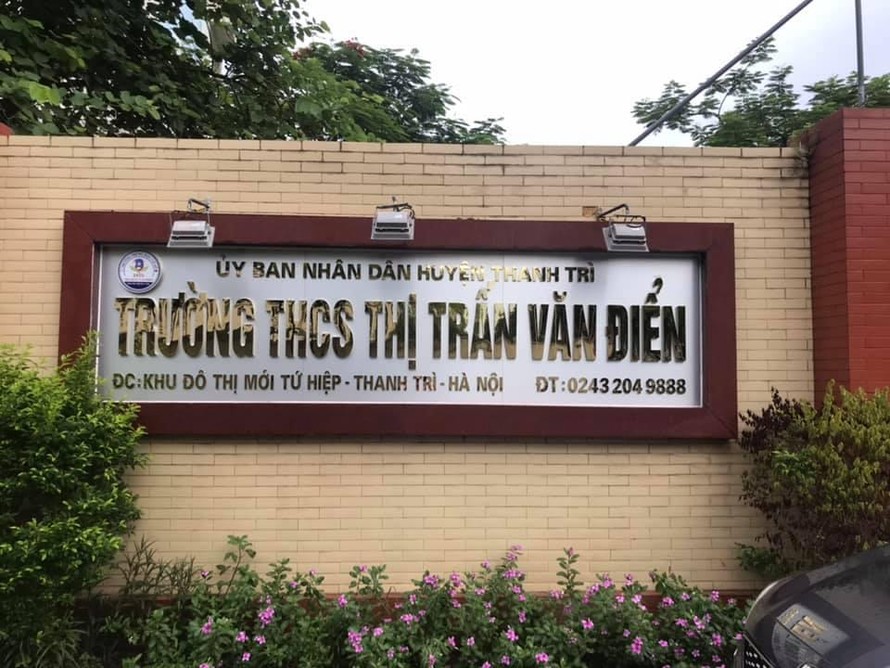 ỦY BAN NHÂN DÂN HUYỆN THANH TRÌ
TRƯỜNG THCS THỊ TRẤN VĂN ĐIỂN
ĐC:KHU ĐÔ THỊ MỚI TỨ HIỆP - THANH TRÌ - HÀ NỘI ĐT:0243 204 9888